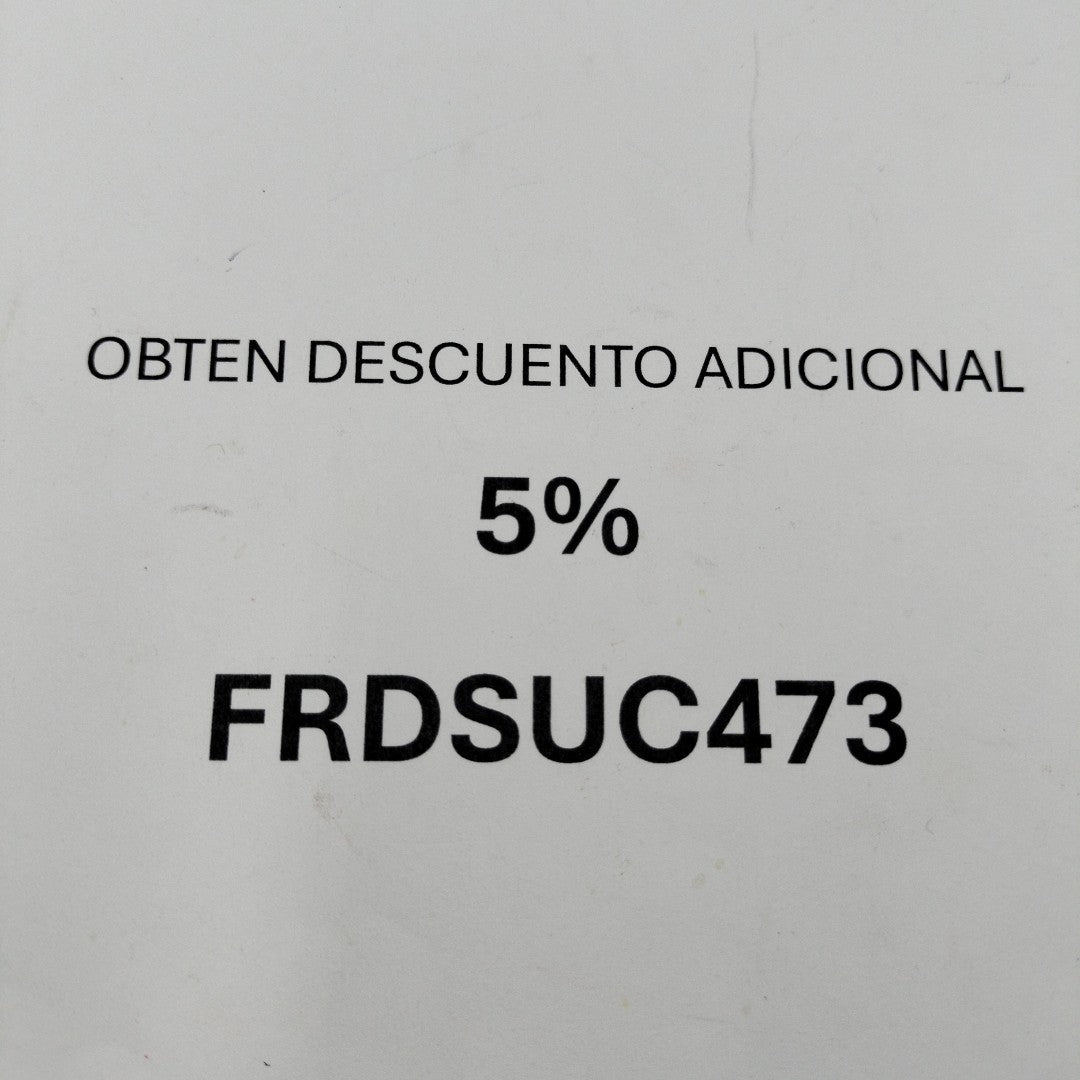 OBTEN DESCUENTO ADICIONAL
5%
FRDSUC473